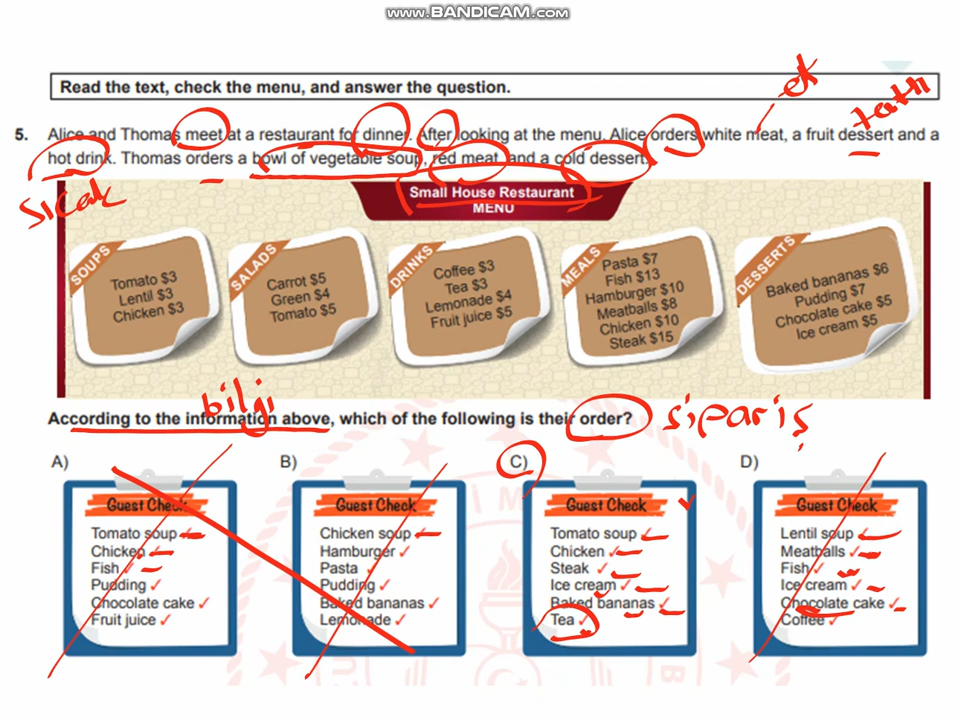 www.BANDICAM.com
Read the text, check the menu, and answer the question.
et
tatlı
5. Alice and Thomas meet at a restaurant for dinner. After looking at the menu. Alice orders white meat, a fruit dessert and a
hot drink. Thomas orders a bowl of vegetable soup, red meat, and a cold dessert.
sıcak
Small House Restaurant
MENU
SOUPS
Tomato $3
Lentil $3
Chicken $3
SALADS
Carrot $5
Green $4
Tomato $5
DRINKS
Coffee $3
Tea $3
Lemonade $4
Fruit juice $5
MEALS
Pasta $7
Fish $13
Hamburger $10
Meatballs $8
Chicken $10
Steak $15
DESSERTS
Baked bananas $6
Pudding $7
Chocolate cake $5
Ice cream $5
bilgi
According to the information above, which of the following is their order?
sipariş
A)
Guest Check
Tomato soup
Chicken
Fish
Pudding
Chocolate cake
Fruit juice
B)
Guest Check
Chicken soup
Hamburger
Pasta
Pudding
Baked bananas
Lemonade
C)
Guest Check
Tomato soup
Chicken
Steak
Ice cream
Baked bananas
Tea
D)
Guest Check
Lentil soup
Meatballs
Fish
Ice cream
Chocolate cake
Coffee